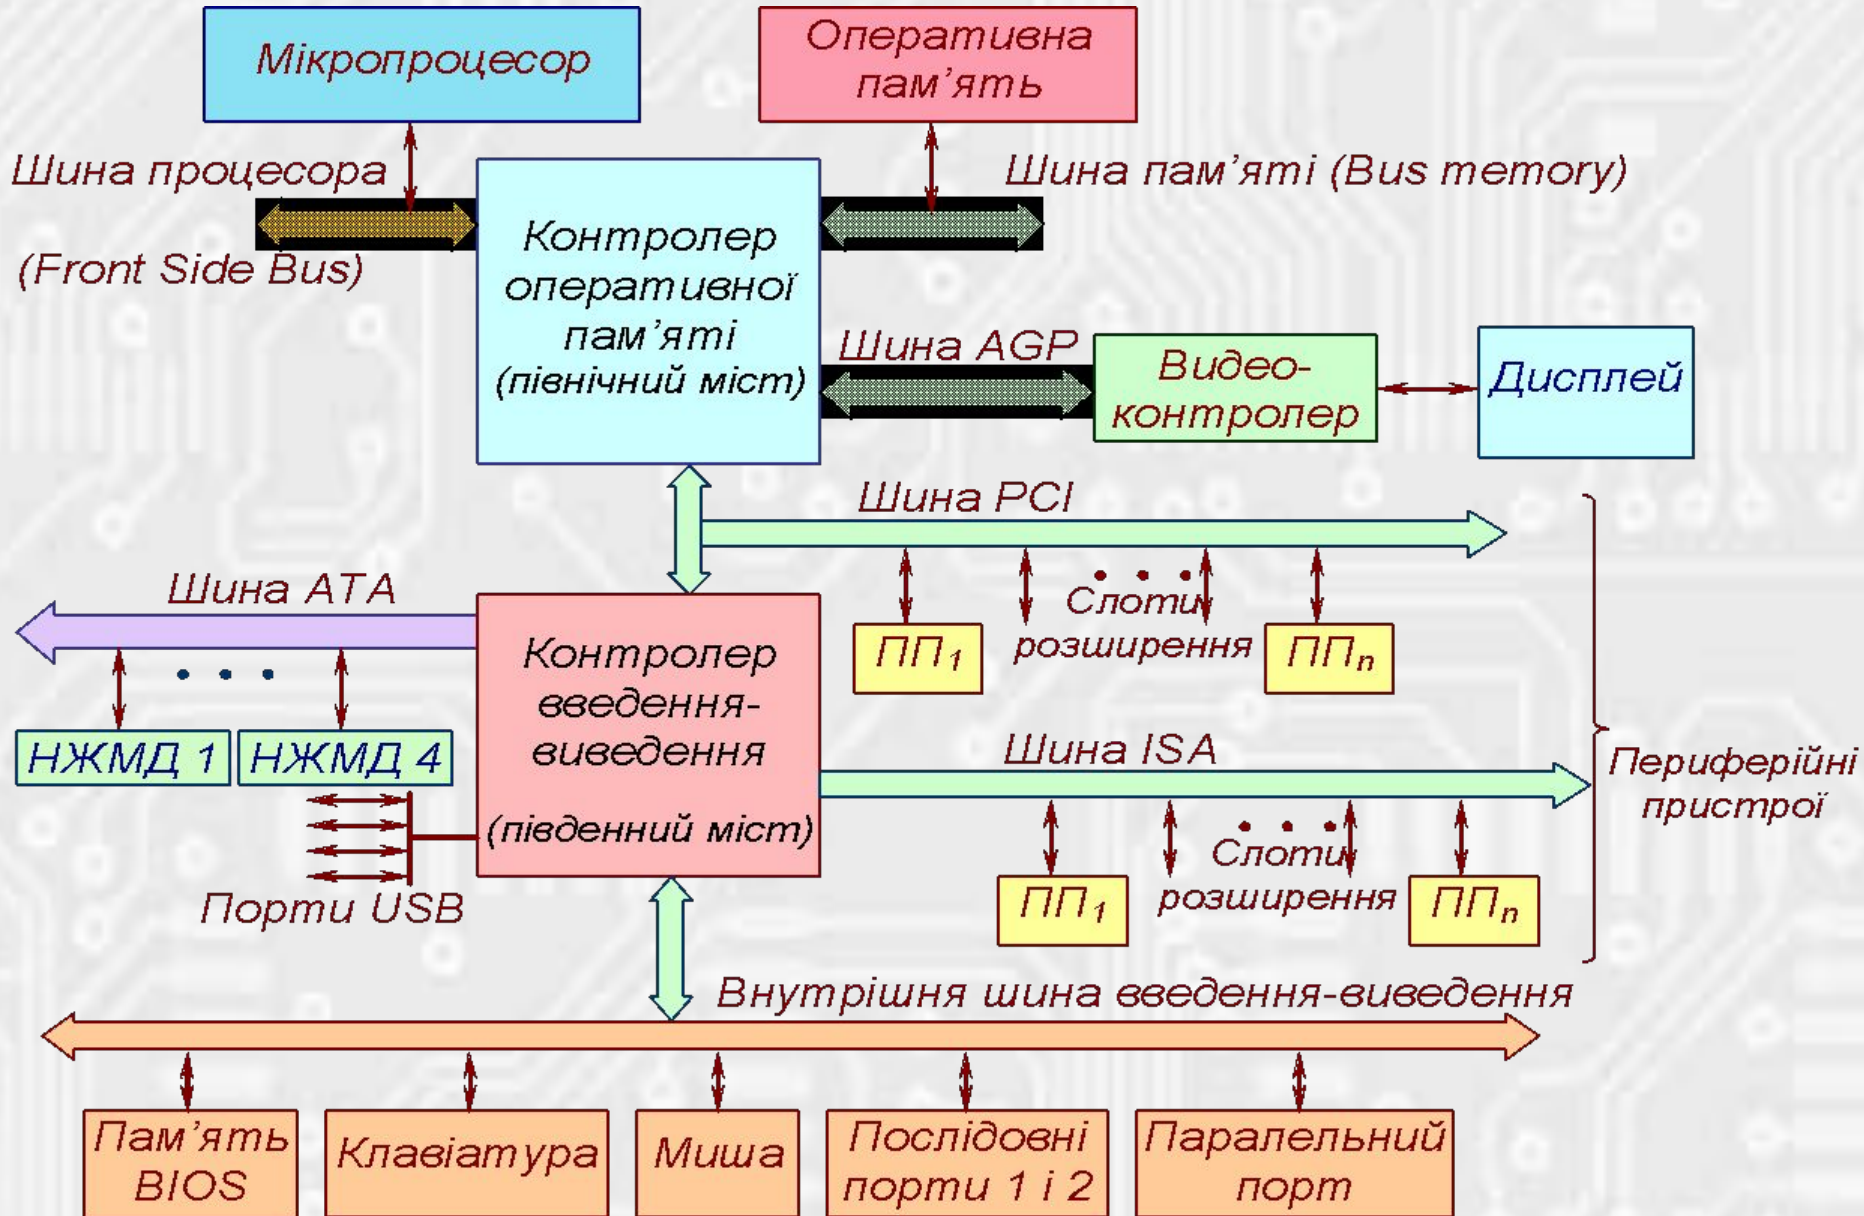 Мікропроцесор
Оперативна
пам’ять
Шина процесора
(Front Side Bus)
Шина пам’яті (Bus memory)
Контролер
оперативної
пам’яті
(північний міст)
Шина AGP
Видео-
контролер
Дисплей
Шина PCI
Слоти
розширення
ПП1
ППn
Шина ATA
НЖМД 1
НЖМД 4
Контролер
введення-
виведення
(південний міст)
Порти USB
Шина ISA
Слоти
розширення
ПП1
ППn
Периферійні
пристрої
Внутрішня шина введення-виведення
Пам’ять
BIOS
Клавіатура
Миша
Послідовні
порти 1 і 2
Паралельний
порт